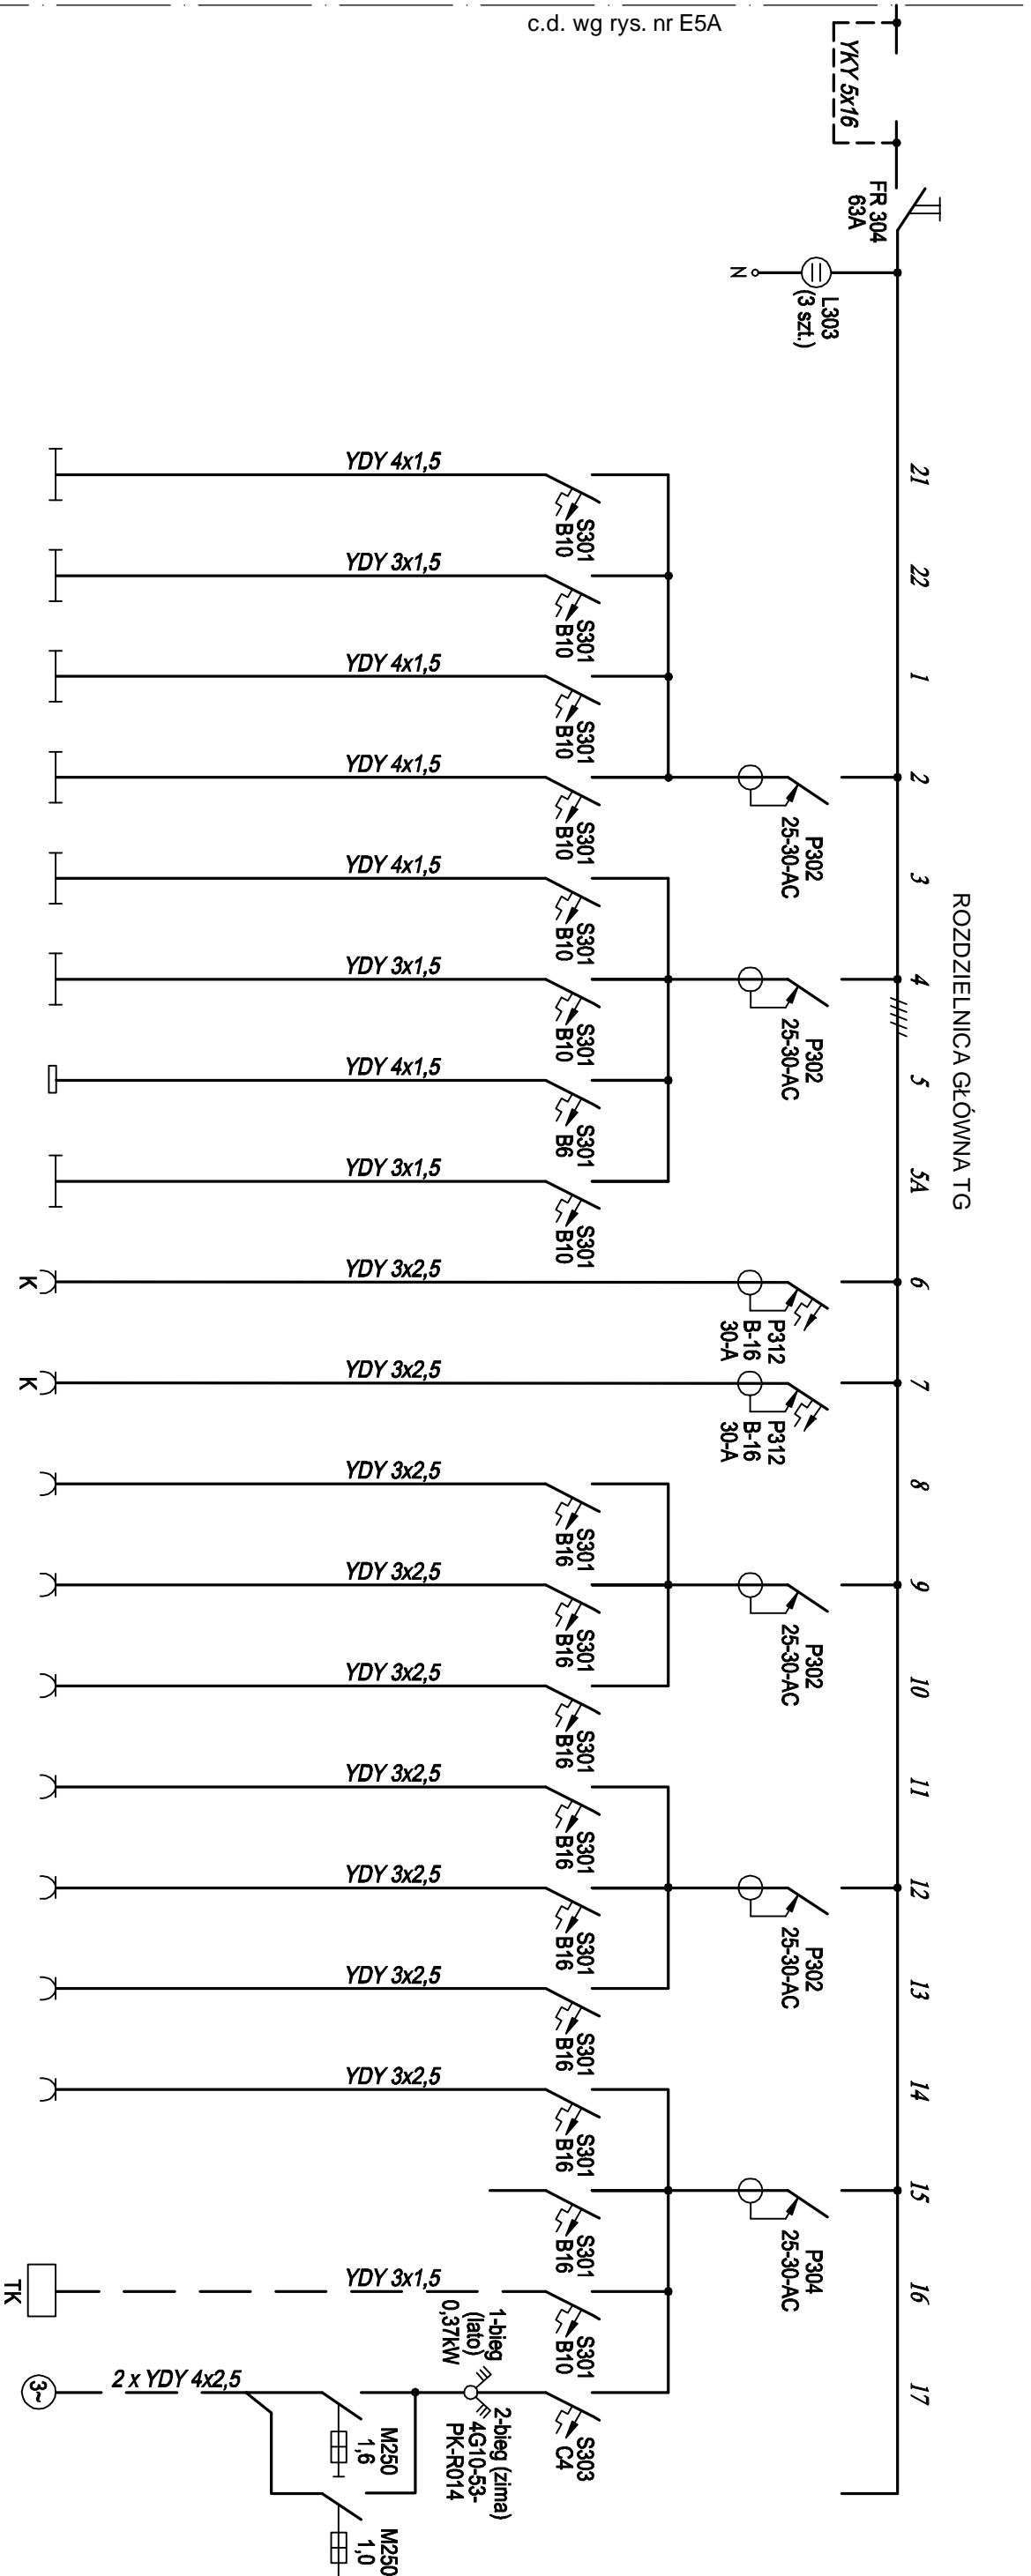 c.d. wg rys. nr E5A
ROZDZIELNICA GŁÓWNA TG
YKY 5x16
FR 304
63A
L303
(3 szt.)
N
21
22
1
2
3
4
5
5A
6
7
8
9
10
11
12
13
14
15
16
17
P302
25-30-AC
P302
25-30-AC
P312
B-16
30-A
P312
B-16
30-A
P302
25-30-AC
P302
25-30-AC
P304
25-30-AC
S301
B10
S301
B10
S301
B10
S301
B10
S301
B10
S301
B10
S301
B6
S301
B10
S301
B16
S301
B16
S301
B16
S301
B16
S301
B16
S301
B16
S301
B16
S301
B16
S301
B10
S303
C4
1-bieg
(lato)
0,37kW
2-bieg (zima)
4G10-53-
PK-R014
M250
1,6
M250
1,0
YDY 4x1,5
YDY 3x1,5
YDY 4x1,5
YDY 4x1,5
YDY 4x1,5
YDY 3x1,5
YDY 4x1,5
YDY 3x1,5
YDY 3x2,5
YDY 3x2,5
YDY 3x2,5
YDY 3x2,5
YDY 3x2,5
YDY 3x2,5
YDY 3x2,5
YDY 3x2,5
YDY 3x2,5
YDY 3x1,5
2 x YDY 4x2,5
K
K
TK
3~